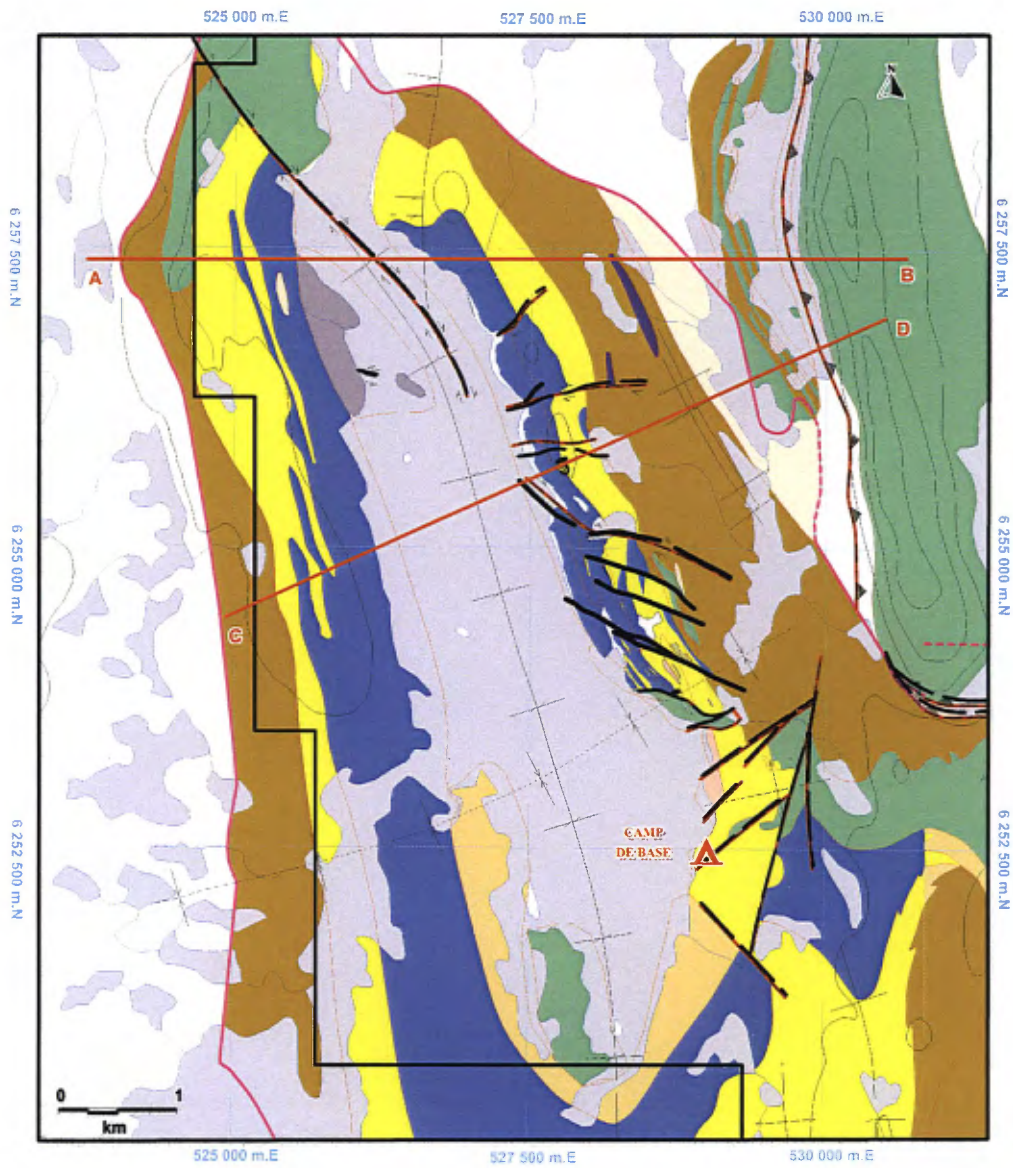 525 000 m.E
527 500 m.E
530 000 m.E
N
6 257 500 m.N
6 257 500 m.N
A
B
D
6 255 000 m.N
6 255 000 m.N
C
CAMP
DE BASE
6 252 500 m.N
6 252 500 m.N
0
1
km
525 000 m.E
527 500 m.E
530 000 m.E